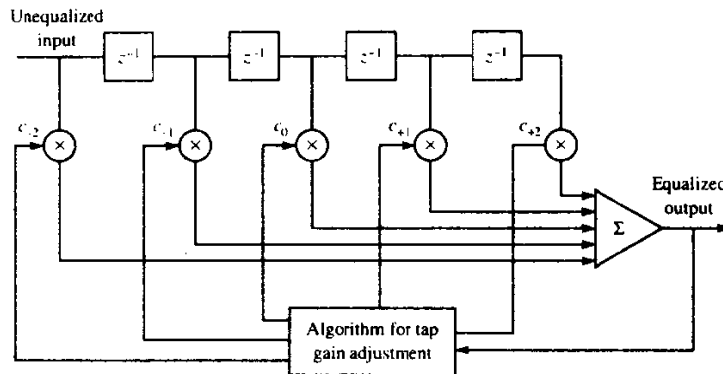 Unequalized
input
z⁻¹
z⁻¹
z⁻¹
z⁻¹
c₋₂
c₋₁
c₀
c₊₁
c₊₂
×
×
×
×
×
Equalized
output
Σ
Algorithm for tap
gain adjustment